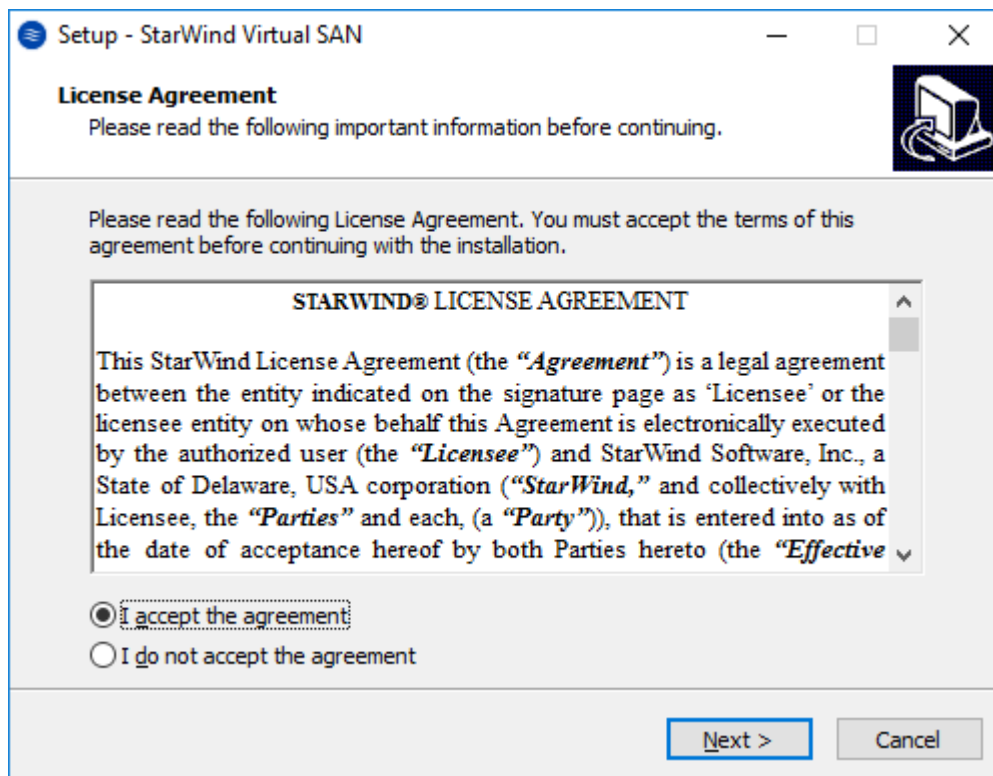 Setup - StarWind Virtual SAN
License Agreement
Please read the following important information before continuing.
Please read the following License Agreement. You must accept the terms of this
agreement before continuing with the installation.
STARWIND® LICENSE AGREEMENT
This StarWind License Agreement (the “Agreement”) is a legal agreement
between the entity indicated on the signature page as ‘Licensee’ or the
licensee entity on whose behalf this Agreement is electronically executed
by the authorized user (the “Licensee”) and StarWind Software, Inc., a
State of Delaware, USA corporation (“StarWind,” and collectively with
Licensee, the “Parties” and each, (a “Party”)), that is entered into as of
the date of acceptance hereof by both Parties hereto (the “Effective
I accept the agreement
I do not accept the agreement
Next >
Cancel